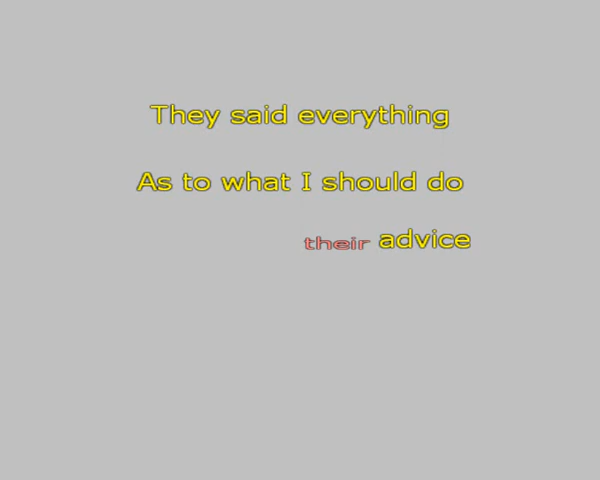 They said everything
As to what I should do
their advice